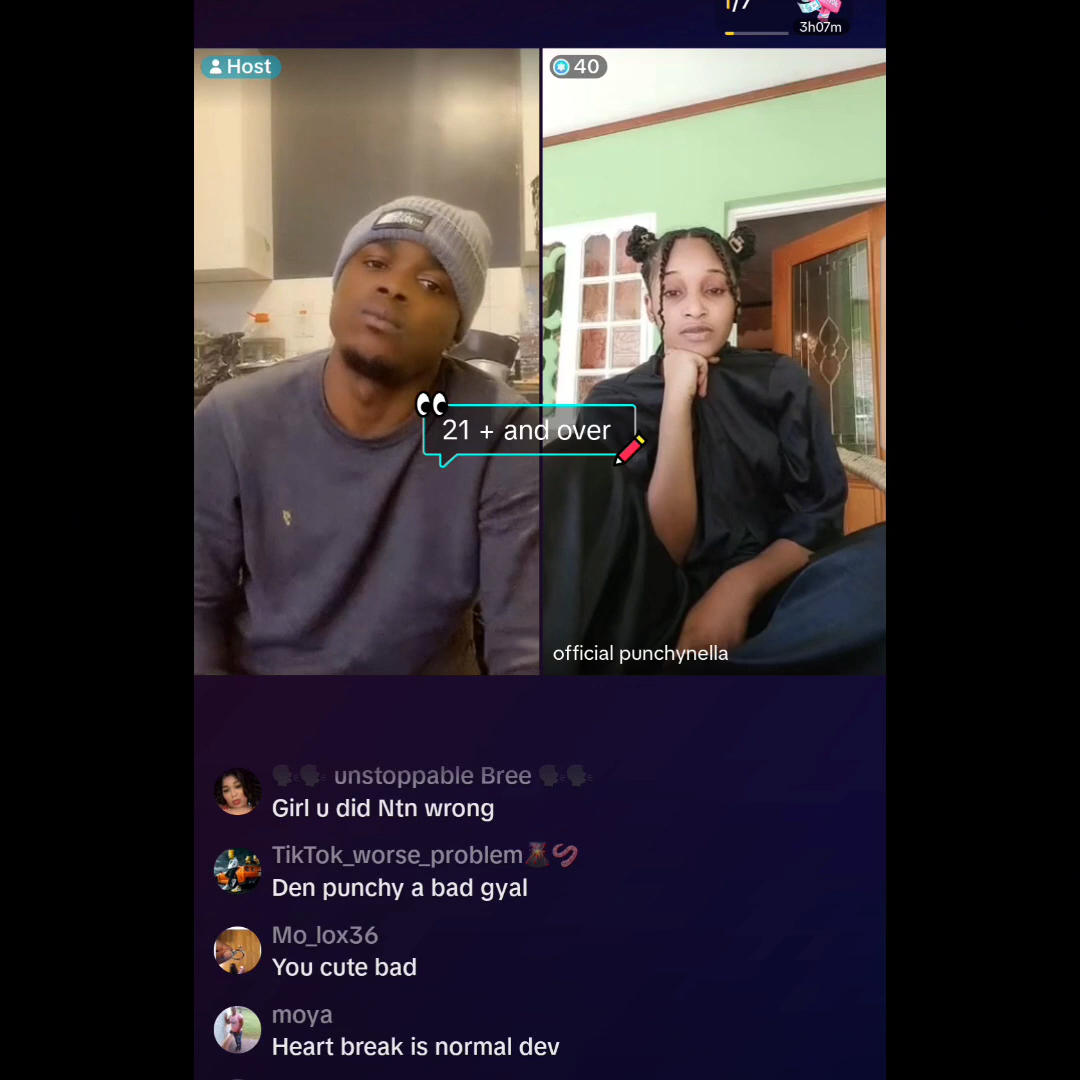 1/7
3h07m
Host
40
21 + and over
official punchynella
unstoppable Bree
Girl u did Ntn wrong
TikTok_worse_problem
Den punchy a bad gyal
Mo_lox36
You cute bad
moya
Heart break is normal dev